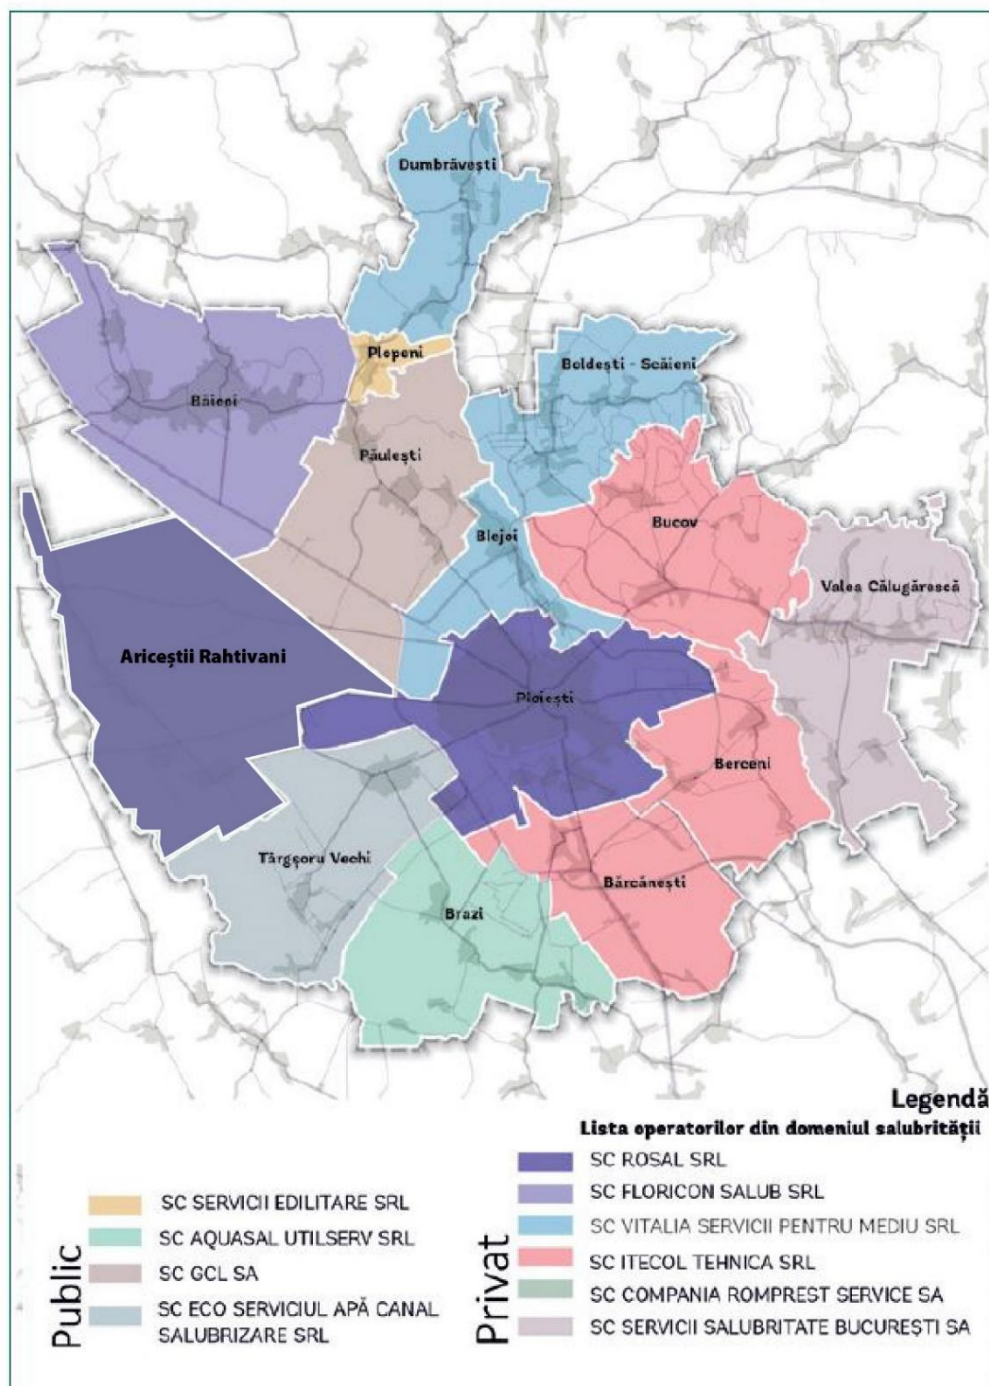 Dumbrăvești
Plopeni
Boldești - Scăieni
Băicoi
Păulești
Blejoi
Bucov
Valea Călugărească
Ariceștii Rahtivani
Ploiești
Berceni
Târgșoru Vechi
Bărcănești
Brazi
Legendă
Lista operatorilor din domeniul salubrității
Public
SC SERVICII EDILITARE SRL
SC AQUASAL UTILSERV SRL
SC GCL SA
SC ECO SERVICIUL APĂ CANAL
SALUBRIZARE SRL
Privat
SC ROSAL SRL
SC FLORICON SALUB SRL
SC VITALIA SERVICII PENTRU MEDIU SRL
SC ITECOL TEHNICA SRL
SC COMPANIA ROMPREST SERVICE SA
SC SERVICII SALUBRITATE BUCUREȘTI SA